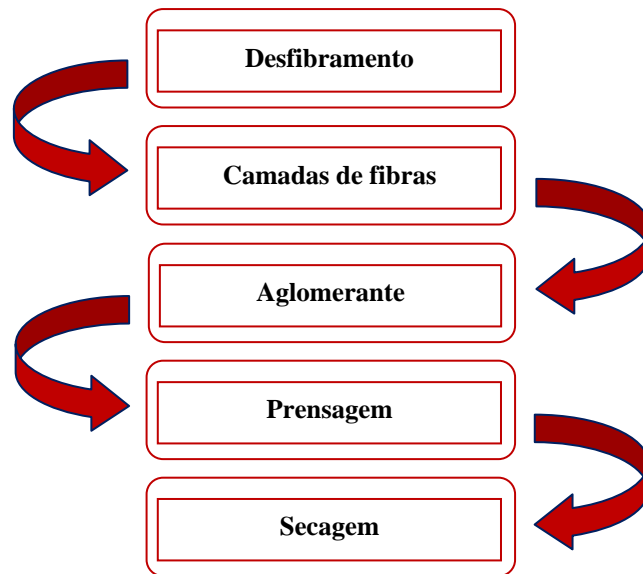 Desfibramento
Camadas de fibras
Aglomerante
Prensagem
Secagem